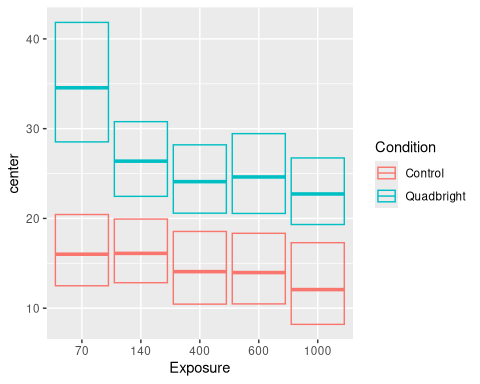 40
30
20
10
center
70 140 400 600 1000
Exposure
Condition
Control
Quadbright